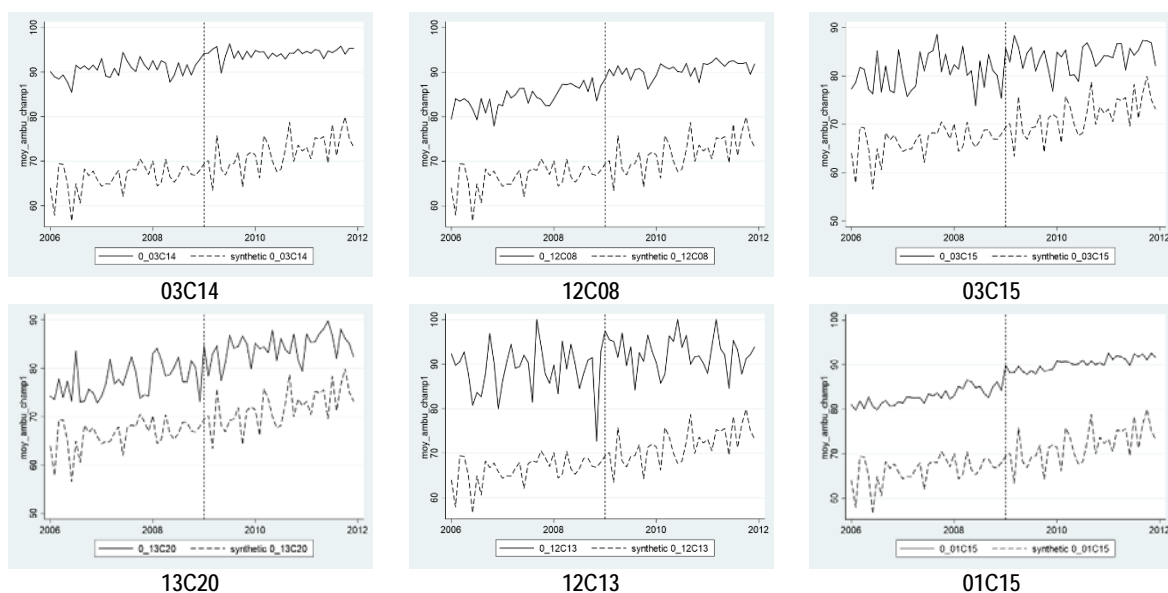 moy_ambu_champ1
100
90
80
70
60
2006
2008
2010
2012
0_03C14
synthetic 0_03C14
03C14
moy_ambu_champ1
100
90
80
70
60
2006
2008
2010
2012
0_12C08
synthetic 0_12C08
12C08
moy_ambu_champ1
90
80
70
60
50
2006
2008
2010
2012
0_03C15
synthetic 0_03C15
03C15
moy_ambu_champ1
90
80
70
60
50
2006
2008
2010
2012
0_13C20
synthetic 0_13C20
13C20
moy_ambu_champ1
100
90
80
70
60
2006
2008
2010
2012
0_12C13
synthetic 0_12C13
12C13
moy_ambu_champ1
100
90
80
70
60
2006
2008
2010
2012
0_01C15
synthetic 0_01C15
01C15